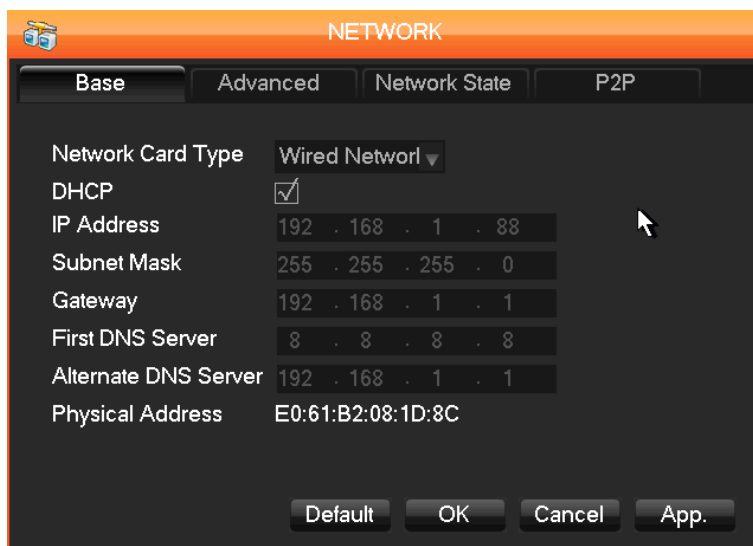 NETWORK
Base Advanced Network State P2P
Network Card Type Wired Networl
DHCP
IP Address 192 . 168 . 1 . 88
Subnet Mask 255 . 255 . 255 . 0
Gateway 192 . 168 . 1 . 1
First DNS Server 8 . 8 . 8 . 8
Alternate DNS Server 192 . 168 . 1 . 1
Physical Address E0:61:B2:08:1D:8C
Default OK Cancel App.